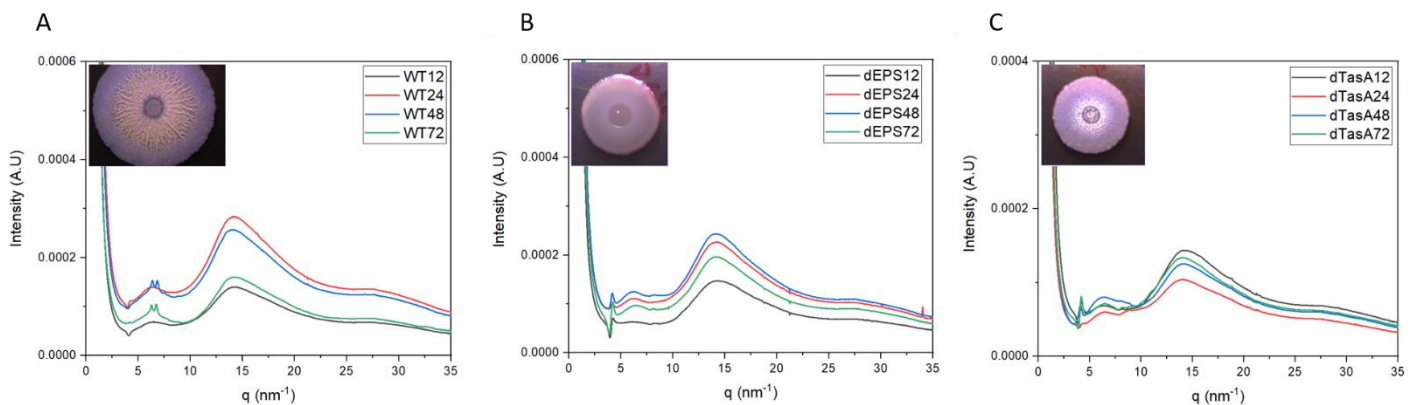 A
B
C
0.0006
0.0004
0.0002
0.0000
Intensity (A.U)
WT12
WT24
WT48
WT72
0 5 10 15 20 25 30 35
q (nm⁻¹)
0.0006
0.0004
0.0002
0.0000
Intensity (A.U)
dEPS12
dEPS24
dEPS48
dEPS72
0 5 10 15 20 25 30 35
q (nm⁻¹)
0.0004
0.0002
0.0000
Intensity (A.U)
dTasA12
dTasA24
dTasA48
dTasA72
0 5 10 15 20 25 30 35
q (nm⁻¹)